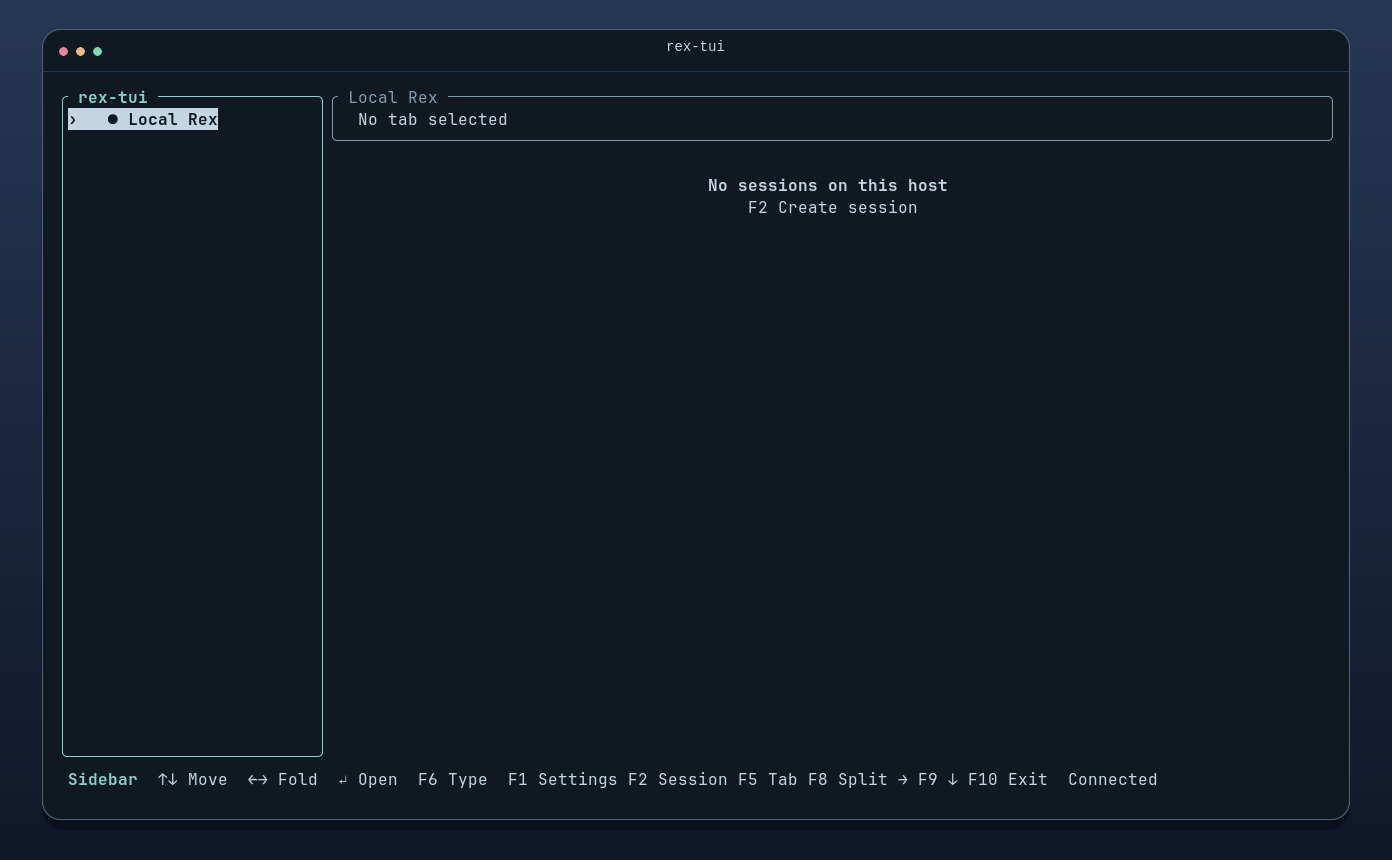 rex-tui
rex-tui
› ● Local Rex
Local Rex
No tab selected
No sessions on this host
F2 Create session
Sidebar ↑↓ Move ←→ Fold ↵ Open F6 Type F1 Settings F2 Session F5 Tab F8 Split → F9 ↓ F10 Exit Connected